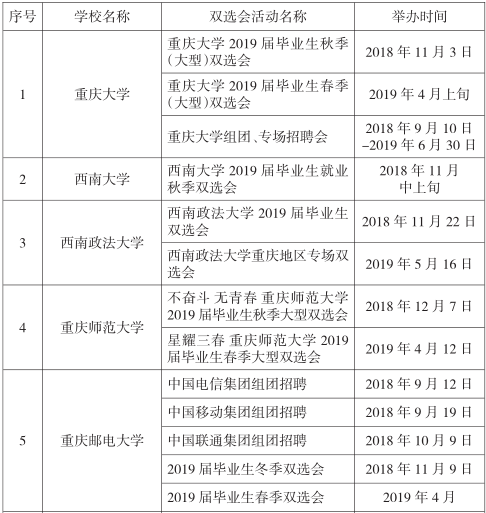 序号 学校名称 双选会活动名称 举办时间
1 重庆大学
重庆大学 2019 届毕业生秋季
(大型)双选会
2018 年 11 月 3 日
重庆大学 2019 届毕业生春季
(大型)双选会
2019 年 4 月上旬
重庆大学组团、专场招聘会
2018 年 9 月 10 日
–2019 年 6 月 30 日
2 西南大学
西南大学 2019 届毕业生就业
秋季双选会
2018 年 11 月
中上旬
3 西南政法大学
西南政法大学 2019 届毕业生
双选会
2018 年 11 月 22 日
西南政法大学重庆地区专场双
选会
2019 年 5 月 16 日
4 重庆师范大学
不奋斗 无青春 重庆师范大学
2019 届毕业生秋季大型双选会
2018 年 12 月 7 日
星耀三春 重庆师范大学 2019
届毕业生春季大型双选会
2019 年 4 月 12 日
5 重庆邮电大学
中国电信集团组团招聘 2018 年 9 月 12 日
中国移动集团组团招聘 2018 年 9 月 19 日
中国联通集团组团招聘 2018 年 10 月 9 日
2019 届毕业生冬季双选会 2018 年 11 月 9 日
2019 届毕业生春季双选会 2019 年 4 月